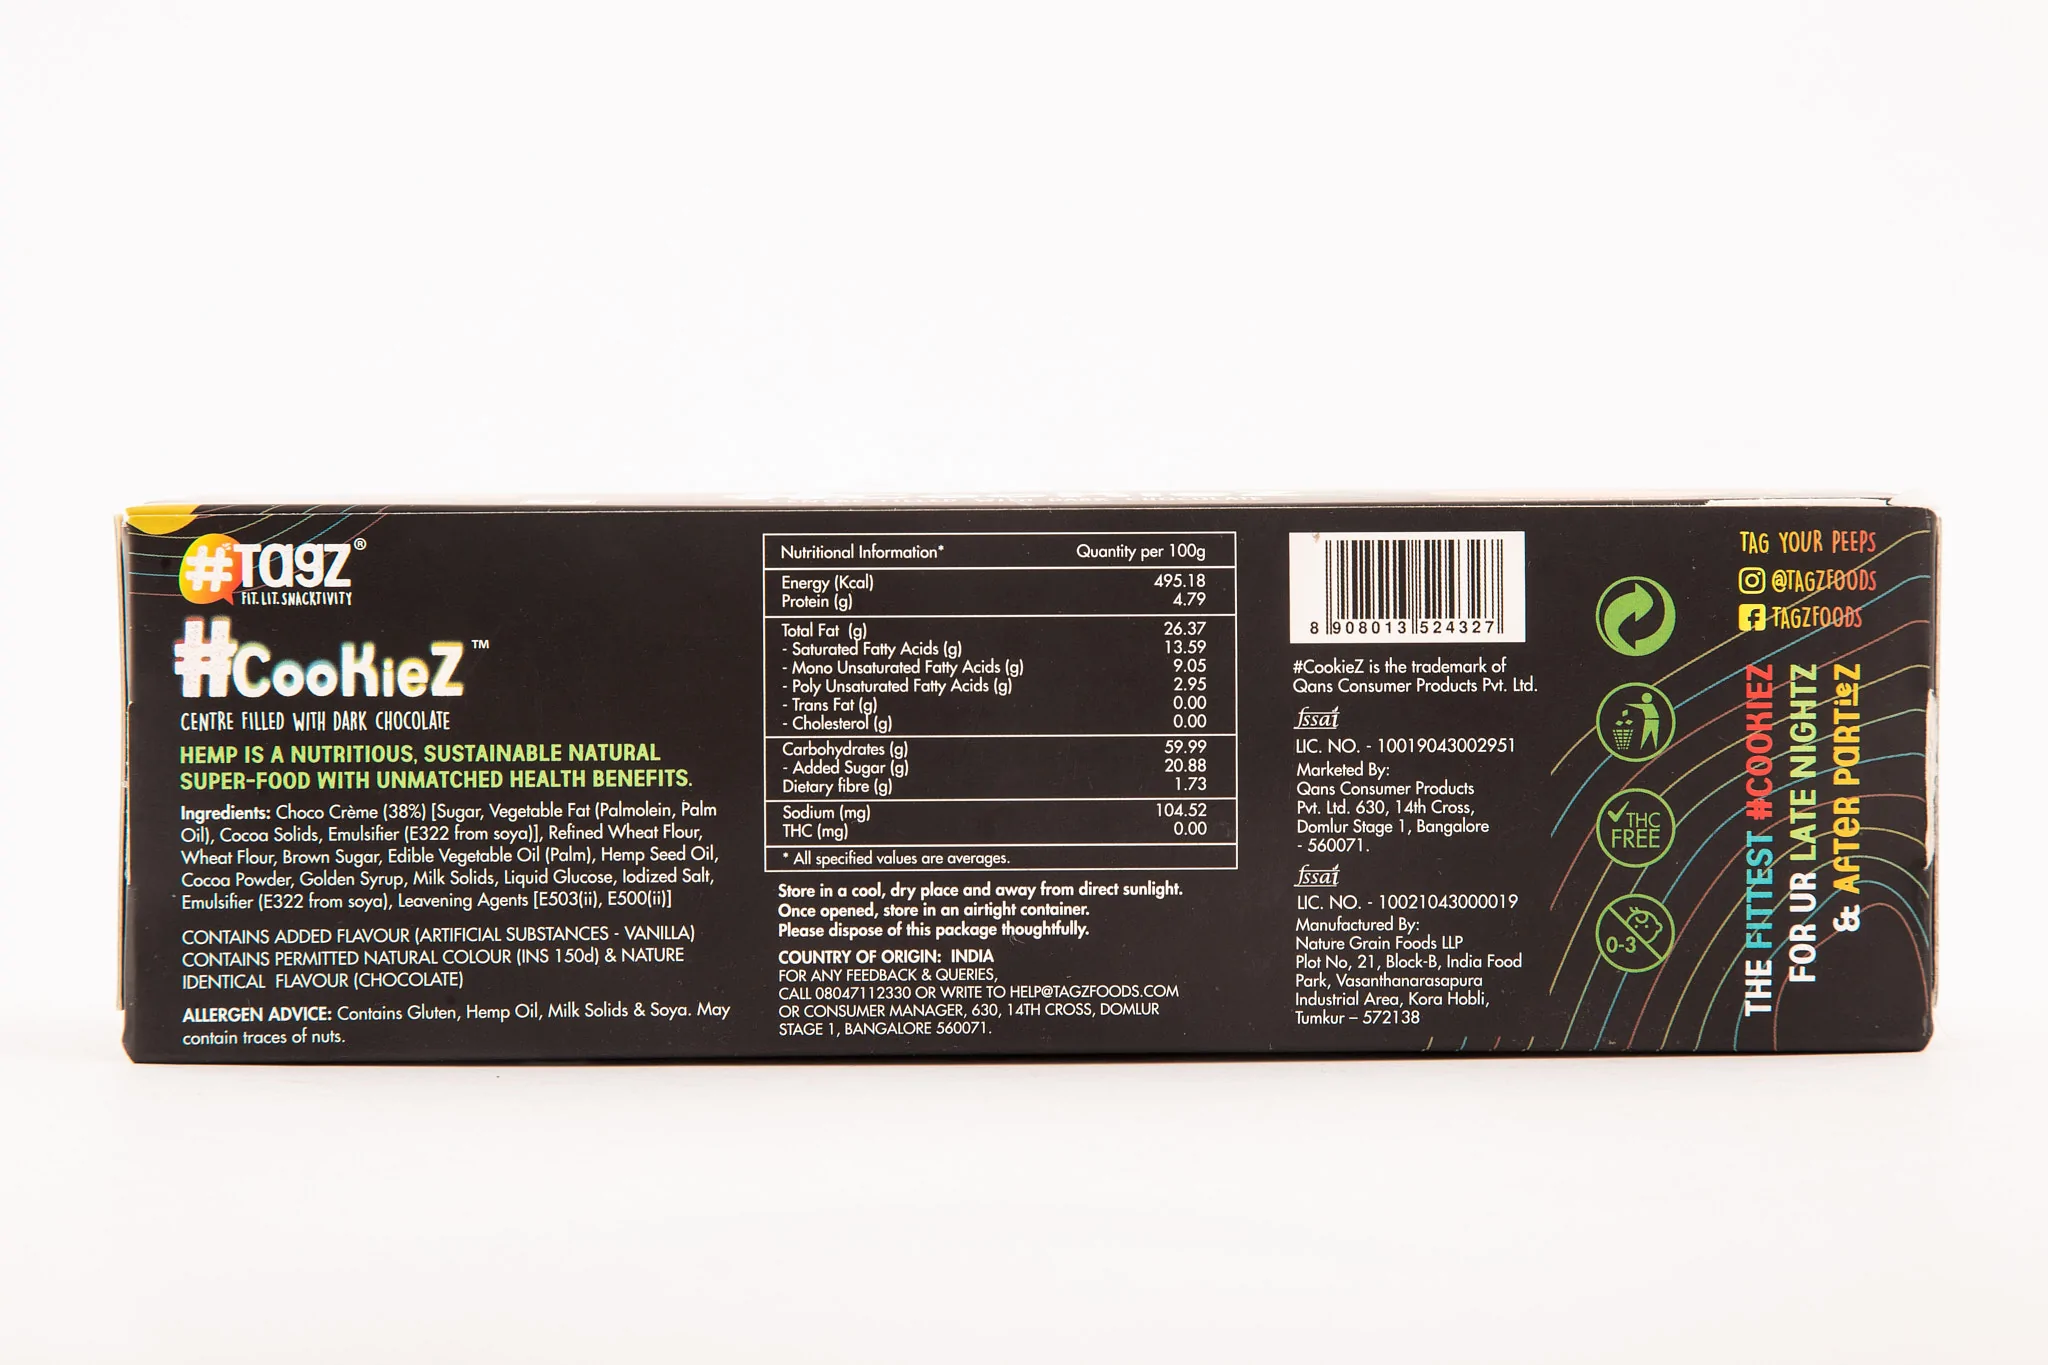 #TagZ®
FIT. LIT. SNACKTIVITY
#CooKieZ™
CENTRE FILLED WITH DARK CHOCOLATE
HEMP IS A NUTRITIOUS, SUSTAINABLE NATURAL
SUPER-FOOD WITH UNMATCHED HEALTH BENEFITS.
Ingredients: Choco Crème (38%) [Sugar, Vegetable Fat (Palmolein, Palm
Oil), Cocoa Solids, Emulsifier (E322 from soya)], Refined Wheat Flour,
Wheat Flour, Brown Sugar, Edible Vegetable Oil (Palm), Hemp Seed Oil,
Cocoa Powder, Golden Syrup, Milk Solids, Liquid Glucose, Iodized Salt,
Emulsifier (E322 from soya), Leavening Agents [E503(ii), E500(ii)]
CONTAINS ADDED FLAVOUR (ARTIFICIAL SUBSTANCES - VANILLA)
CONTAINS PERMITTED NATURAL COLOUR (INS 150d) & NATURE
IDENTICAL FLAVOUR (CHOCOLATE)
ALLERGEN ADVICE: Contains Gluten, Hemp Oil, Milk Solids & Soya. May
contain traces of nuts.
Nutritional Information* Quantity per 100g
Energy (Kcal) 495.18
Protein (g) 4.79
Total Fat (g) 26.37
- Saturated Fatty Acids (g) 13.59
- Mono Unsaturated Fatty Acids (g) 9.05
- Poly Unsaturated Fatty Acids (g) 2.95
- Trans Fat (g) 0.00
- Cholesterol (g) 0.00
Carbohydrates (g) 59.99
- Added Sugar (g) 20.88
Dietary fibre (g) 1.73
Sodium (mg) 104.52
THC (mg) 0.00
* All specified values are averages.
Store in a cool, dry place and away from direct sunlight.
Once opened, store in an airtight container.
Please dispose of this package thoughtfully.
COUNTRY OF ORIGIN: INDIA
FOR ANY FEEDBACK & QUERIES,
CALL 08047112330 OR WRITE TO HELP@TAGZFOODS.COM
OR CONSUMER MANAGER, 630, 14TH CROSS, DOMLUR
STAGE 1, BANGALORE 560071.
8 908013 524327
#CookieZ is the trademark of
Qans Consumer Products Pvt. Ltd.
fssai
LIC. NO. - 10019043002951
Marketed By:
Qans Consumer Products
Pvt. Ltd. 630, 14th Cross,
Domlur Stage 1, Bangalore
- 560071.
fssai
LIC. NO. - 10021043000019
Manufactured By:
Nature Grain Foods LLP
Plot No, 21, Block-B, India Food
Park, Vasanthanarasapura
Industrial Area, Kora Hobli,
Tumkur – 572138
THC
FREE
0-3
TAG YOUR PEEPS
@TAGZFOODS
TAGZFOODS
THE FITTEST #COOKIEZ
FOR UR LATE NIGHTZ
& AFTER PARTIEZ